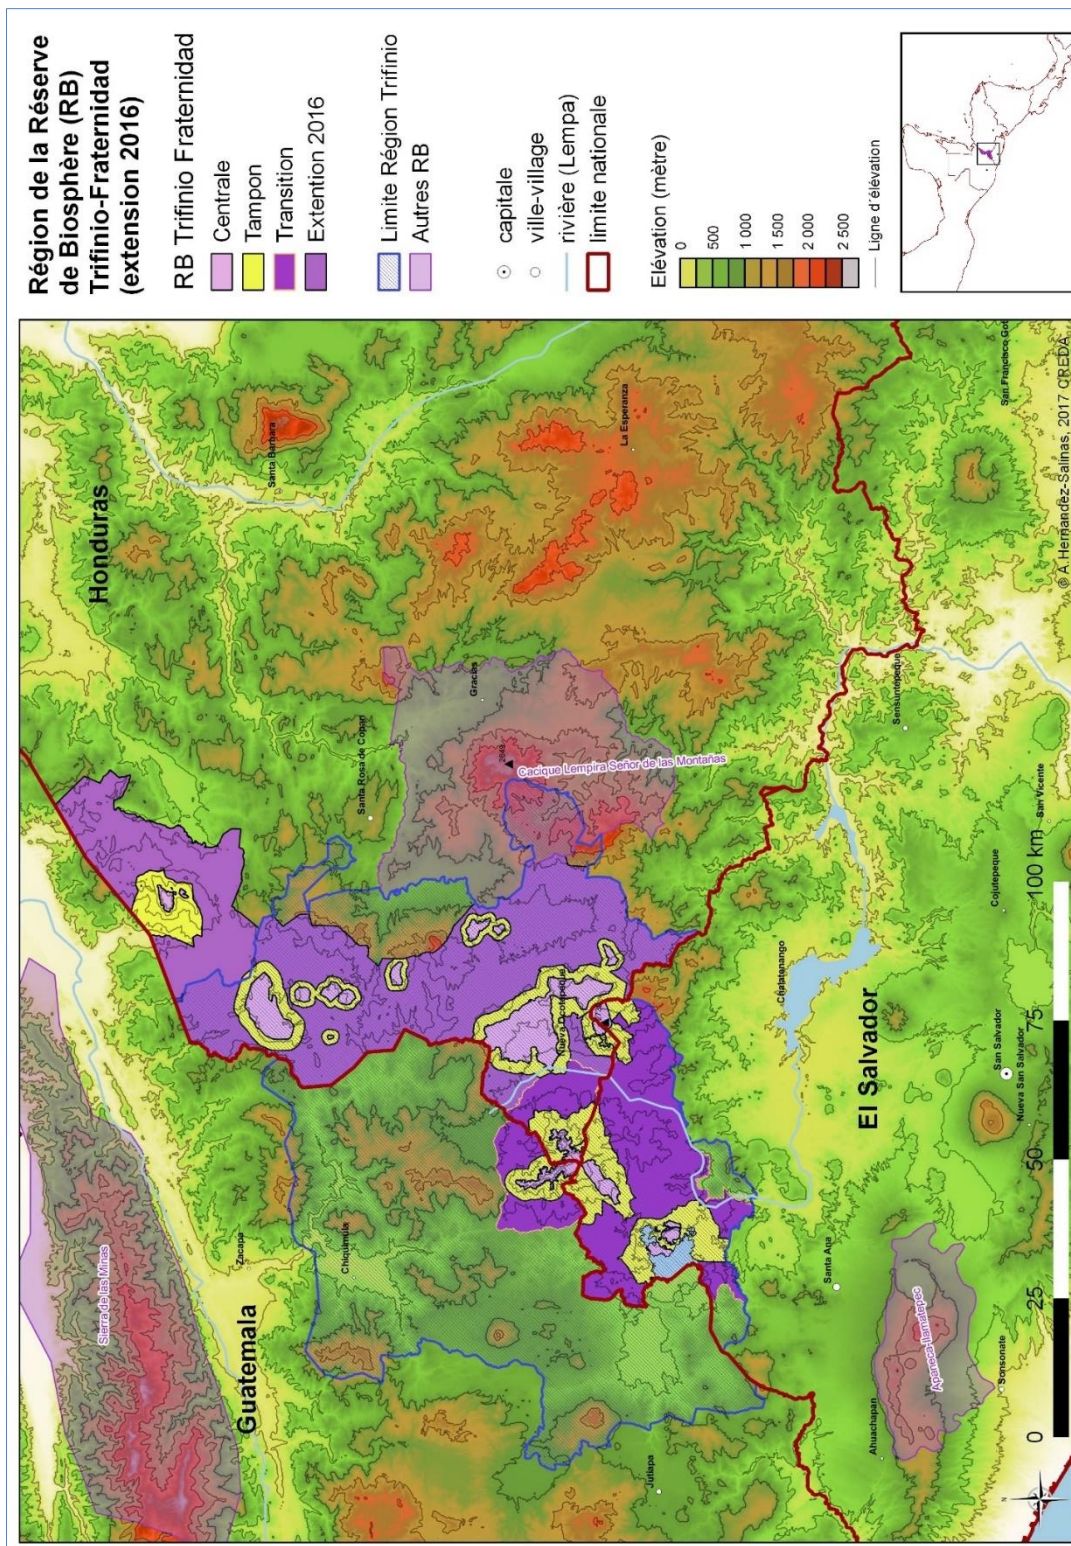 Région de la Réserve
de Biosphère (RB)
Trifinio-Fraternidad
(extension 2016)
RB Trifinio Fraternidad
Centrale
Tampon
Transition
Extention 2016
Limite Région Trifinio
Autres RB
capitale
ville-village
rivière (Lempa)
limite nationale
Elévation (mètre)
0
500
1 000
1 500
2 000
2 500
Ligne d'élévation
Honduras
Santa Barbara
Santa Rosa de Copan
Gracias
La Esperanza
2849
Cacique Lempira Señor de las Montañas
Sierra de las Minas
Zacapa
Guatemala
Chiquimula
Nueva Ocotepeque
Jutiapa
Chalatenango
Sensuntepeque
El Salvador
Santa Ana
Cojutepeque
San Vicente
San Salvador
Nueva San Salvador
Ahuachapan
Apaneca-Ilamatepec
Sonsonate
San Francisco Got
0
25
50
75
100 km
N
© A Hernandez-Salinas, 2017 CREDA